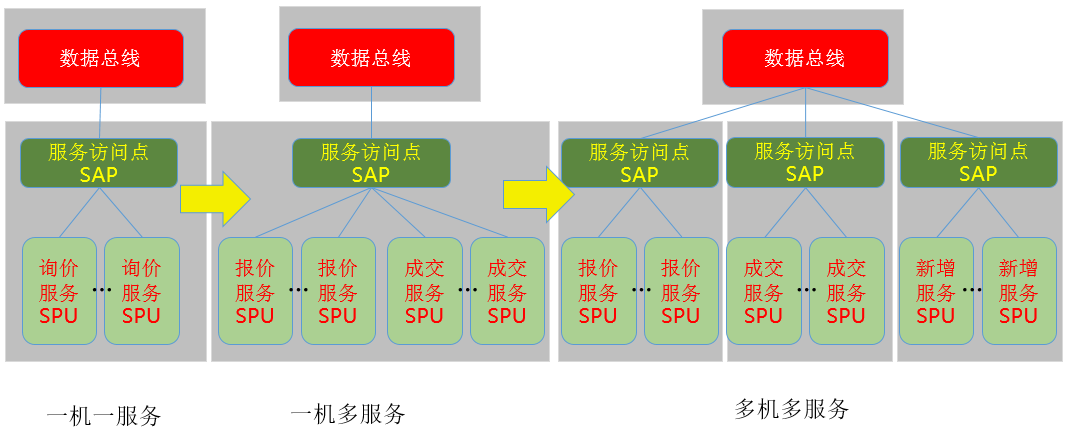 数据总线
数据总线
数据总线
服务访问点
SAP
服务访问点
SAP
服务访问点
SAP
服务访问点
SAP
服务访问点
SAP
询价
服务
SPU
...
询价
服务
SPU
报价
服务
SPU
...
报价
服务
SPU
成交
服务
SPU
...
成交
服务
SPU
报价
服务
SPU
...
报价
服务
SPU
成交
服务
SPU
...
成交
服务
SPU
新增
服务
SPU
...
新增
服务
SPU
一机一服务
一机多服务
多机多服务